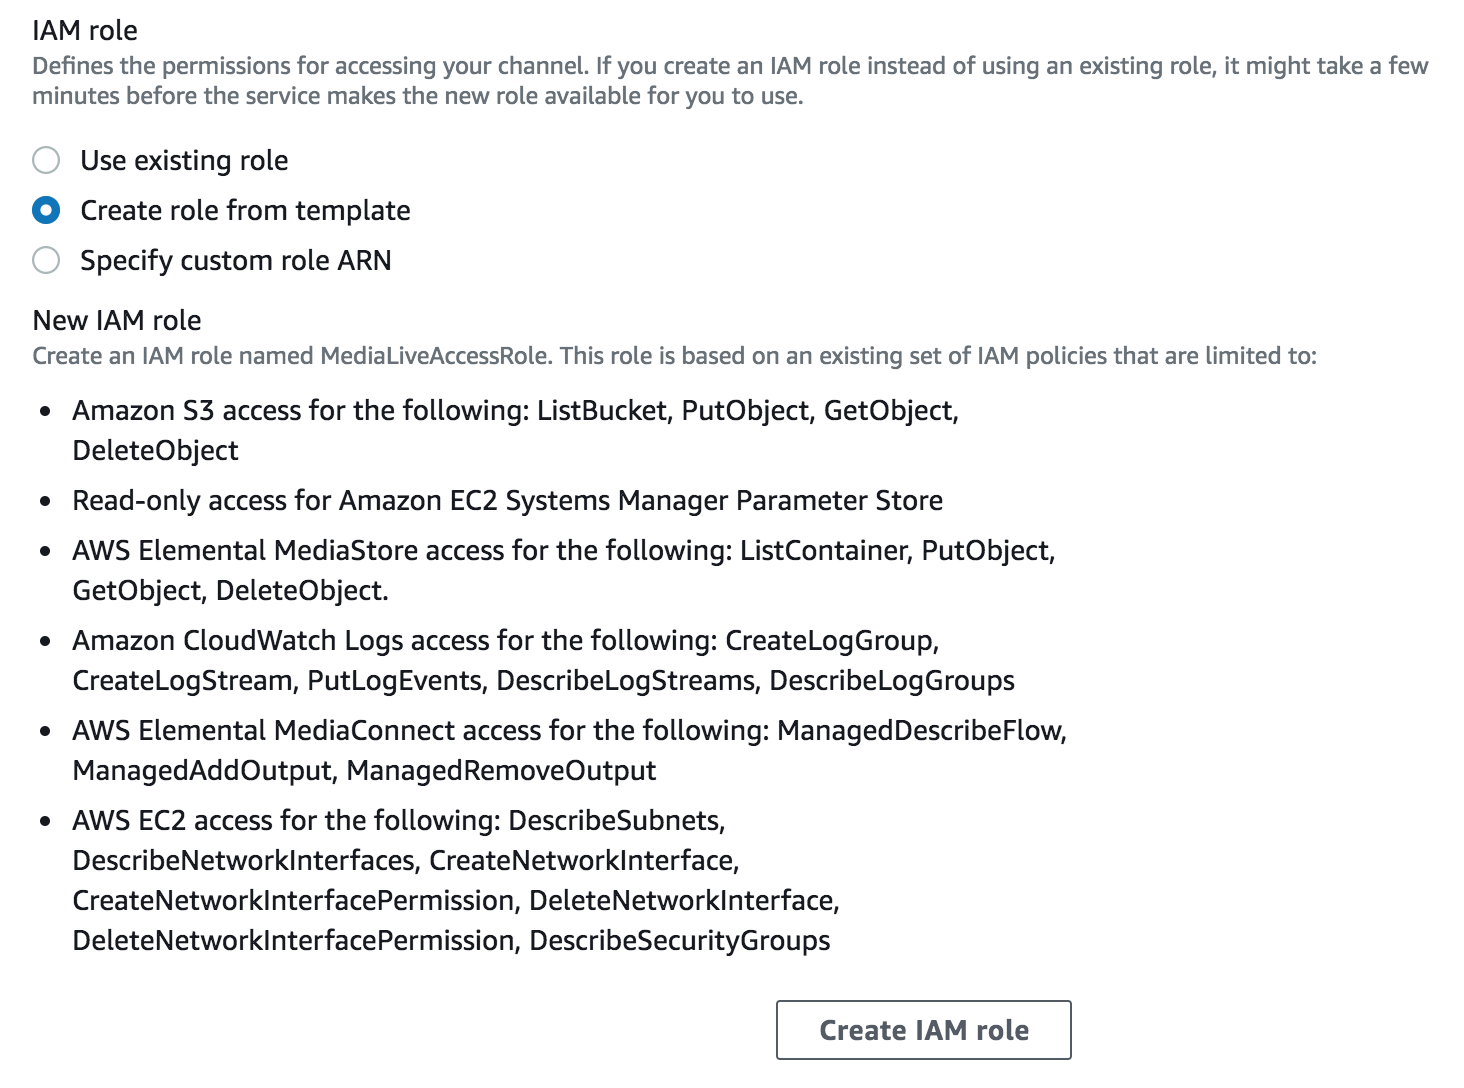 IAM role
Defines the permissions for accessing your channel. If you create an IAM role instead of using an existing role, it might take a few
minutes before the service makes the new role available for you to use.
Use existing role
Create role from template
Specify custom role ARN
New IAM role
Create an IAM role named MediaLiveAccessRole. This role is based on an existing set of IAM policies that are limited to:
• Amazon S3 access for the following: ListBucket, PutObject, GetObject,
DeleteObject
• Read-only access for Amazon EC2 Systems Manager Parameter Store
• AWS Elemental MediaStore access for the following: ListContainer, PutObject,
GetObject, DeleteObject.
• Amazon CloudWatch Logs access for the following: CreateLogGroup,
CreateLogStream, PutLogEvents, DescribeLogStreams, DescribeLogGroups
• AWS Elemental MediaConnect access for the following: ManagedDescribeFlow,
ManagedAddOutput, ManagedRemoveOutput
• AWS EC2 access for the following: DescribeSubnets,
DescribeNetworkInterfaces, CreateNetworkInterface,
CreateNetworkInterfacePermission, DeleteNetworkInterface,
DeleteNetworkInterfacePermission, DescribeSecurityGroups
Create IAM role